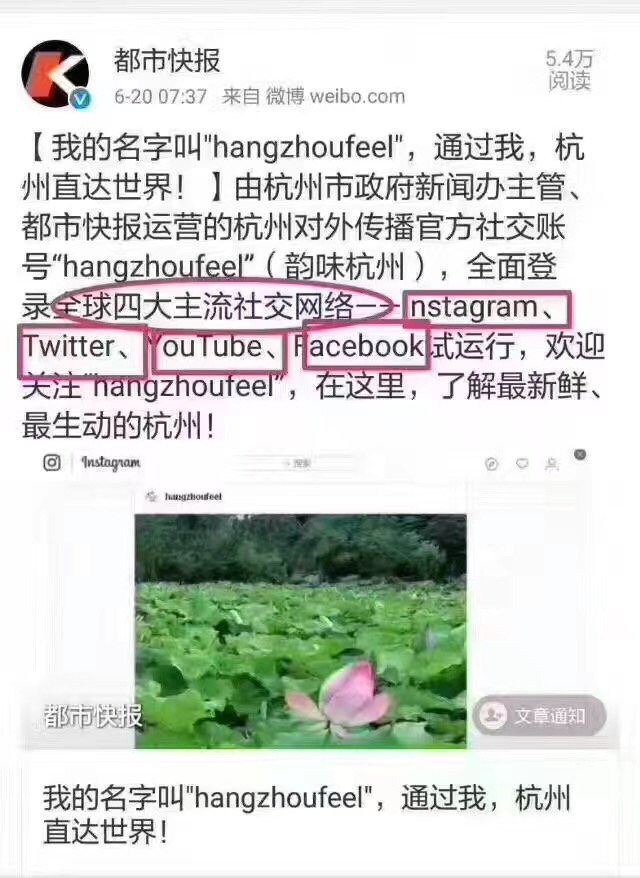 都市快报
5.4万
阅读
6-20 07:37 来自 微博 weibo.com
【我的名字叫"hangzhoufeel"，通过我，杭
州直达世界！】由杭州市政府新闻办主管、
都市快报运营的杭州对外传播官方社交账
号“hangzhoufeel”（韵味杭州），全面登
录全球四大主流社交网络——Instagram、
Twitter、YouTube、Facebook试运行，欢迎
关注“hangzhoufeel”，在这里，了解最新鲜、
最生动的杭州！
Instagram
搜索
hangzhoufeel
都市快报
文章通知
我的名字叫"hangzhoufeel"，通过我，杭州
直达世界！